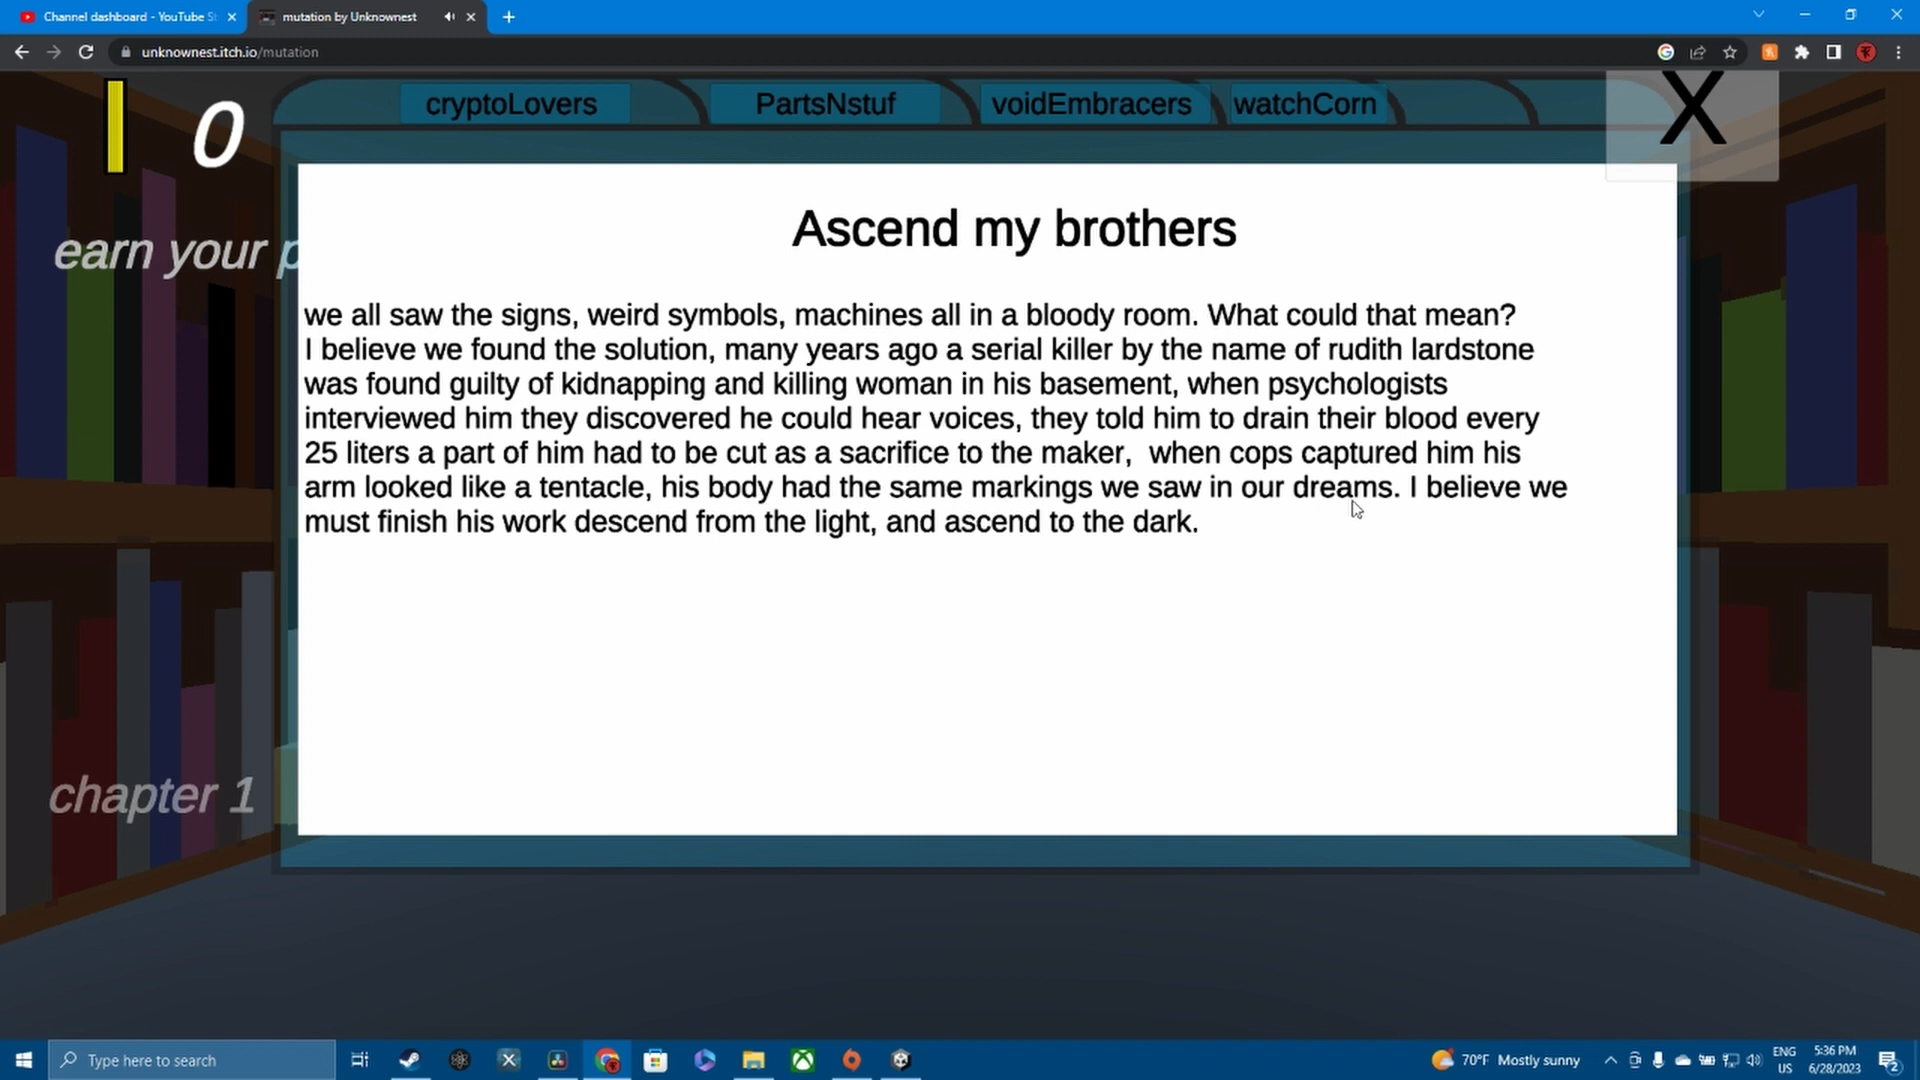 Channel dashboard - YouTube St
mutation by Unknownest
unknownest.itch.io/mutation
0
cryptoLovers
PartsNstuf
voidEmbracers
watchCorn
X
earn your p
Ascend my brothers
we all saw the signs, weird symbols, machines all in a bloody room. What could that mean?
I believe we found the solution, many years ago a serial killer by the name of rudith lardstone
was found guilty of kidnapping and killing woman in his basement, when psychologists
interviewed him they discovered he could hear voices, they told him to drain their blood every
25 liters a part of him had to be cut as a sacrifice to the maker,  when cops captured him his
arm looked like a tentacle, his body had the same markings we saw in our dreams. I believe we
must finish his work descend from the light, and ascend to the dark.
chapter 1
Type here to search
70°F Mostly sunny
ENG
US
5:36 PM
6/28/2023
2